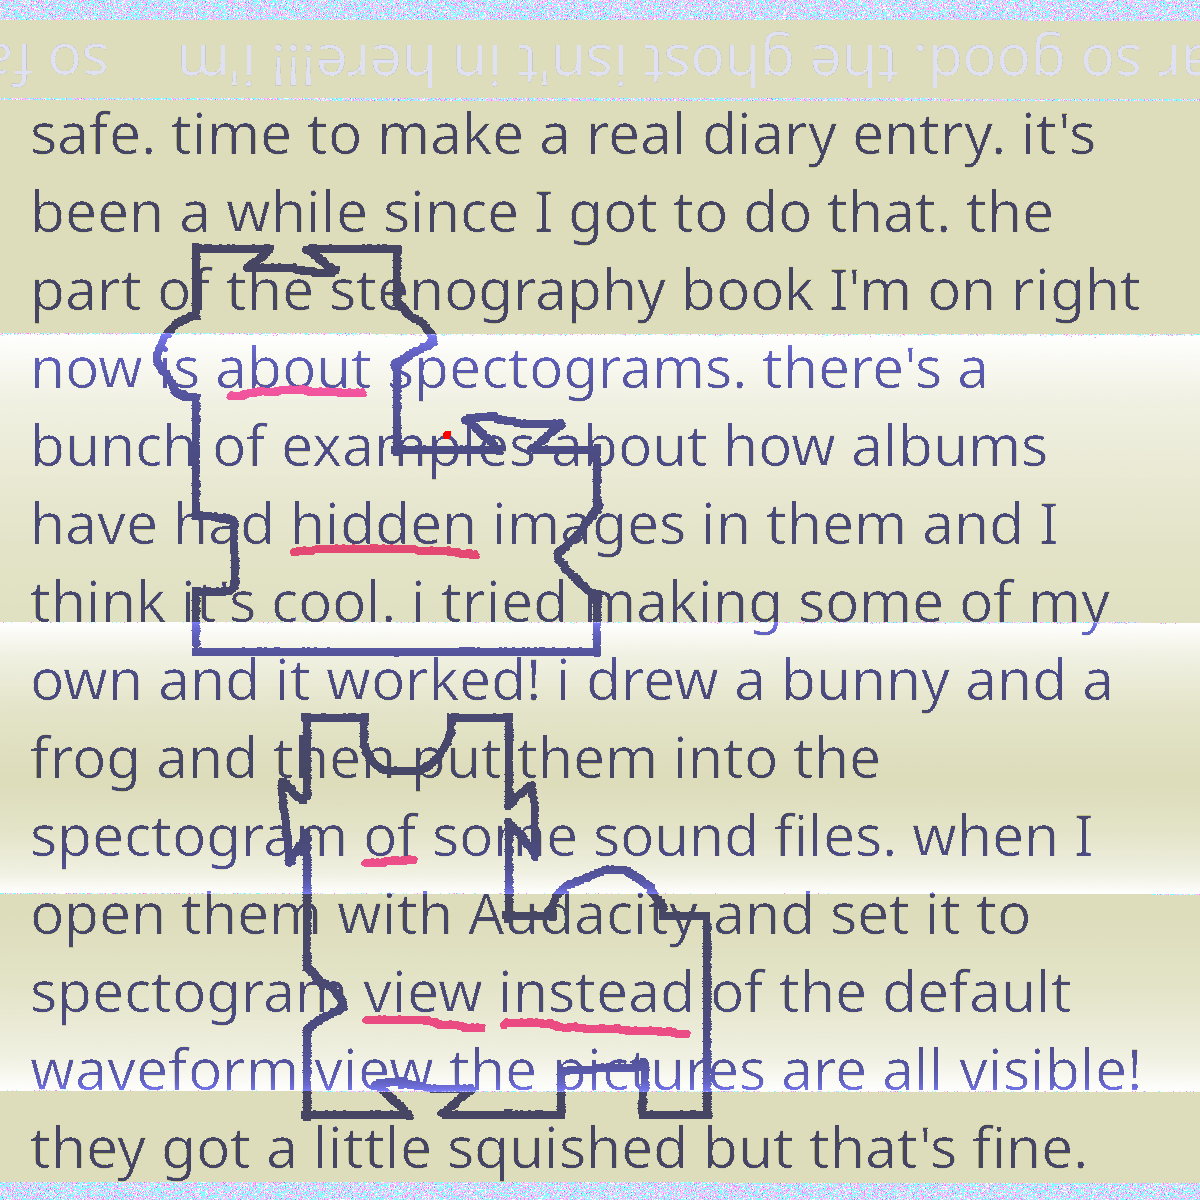 so far so good. the ghost isn't in here!!! i'm
safe. time to make a real diary entry. it's
been a while since I got to do that. the
part of the stenography book I'm on right
now is about spectograms. there's a
bunch of examples about how albums
have had hidden images in them and I
think it's cool. i tried making some of my
own and it worked! i drew a bunny and a
frog and then put them into the
spectogram of some sound files. when I
open them with Audacity and set it to
spectogram view instead of the default
waveform view the pictures are all visible!
they got a little squished but that's fine.